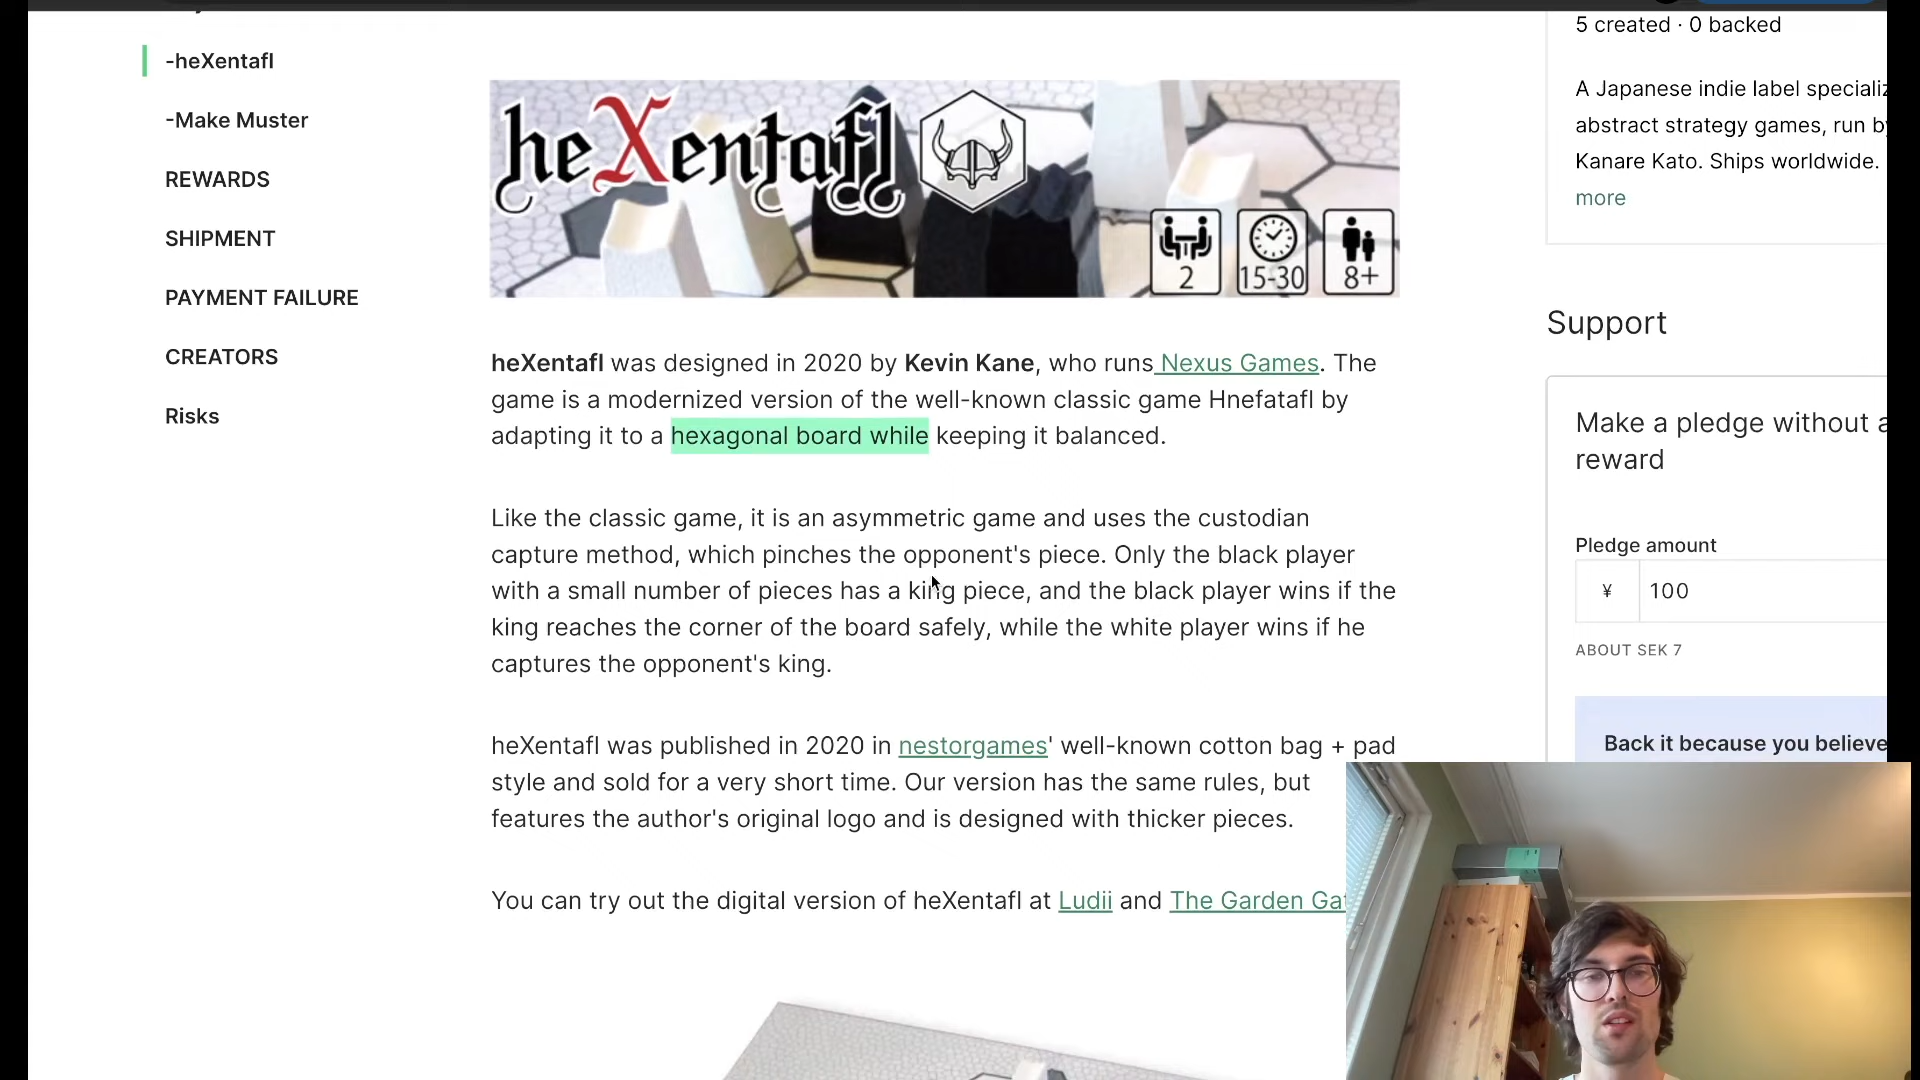 -heXentafl
-Make Muster
REWARDS
SHIPMENT
PAYMENT FAILURE
CREATORS
Risks
heXentafl
2
15-30
8+
heXentafl was designed in 2020 by Kevin Kane, who runs Nexus Games. The
game is a modernized version of the well-known classic game Hnefatafl by
adapting it to a hexagonal board while keeping it balanced.
Like the classic game, it is an asymmetric game and uses the custodian
capture method, which pinches the opponent's piece. Only the black player
with a small number of pieces has a king piece, and the black player wins if the
king reaches the corner of the board safely, while the white player wins if he
captures the opponent's king.
heXentafl was published in 2020 in nestorgames' well-known cotton bag + pad
style and sold for a very short time. Our version has the same rules, but
features the author's original logo and is designed with thicker pieces.
You can try out the digital version of heXentafl at Ludii and The Garden
5 created · 0 backed
A Japanese indie label
abstract strategy games, run
Kanare Kato. Ships worldwide.
more
Support
Make a pledge without a
reward
Pledge amount
¥ 100
ABOUT SEK 7
Back it because you believe